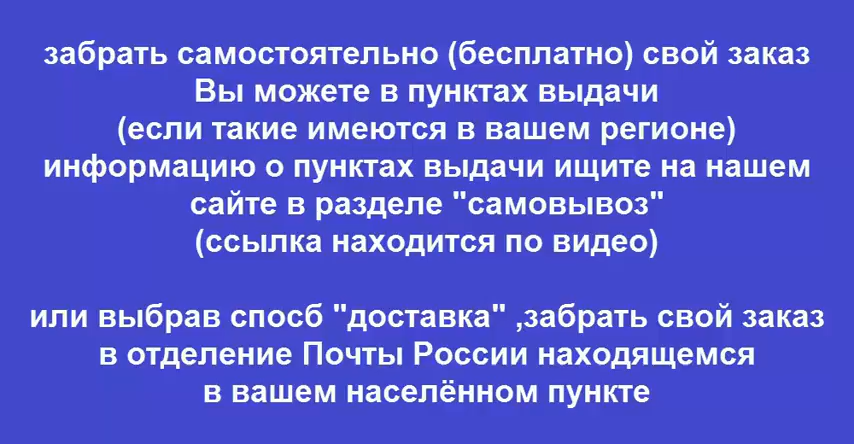 забрать самостоятельно (бесплатно) свой заказ
Вы можете в пунктах выдачи
(если такие имеются в вашем регионе)
информацию о пунктах выдачи ищите на нашем
сайте в разделе "самовывоз"
(ссылка находится по видео)
или выбрав спосб "доставка" ,забрать свой заказ
в отделение Почты России находящемся
в вашем населённом пункте